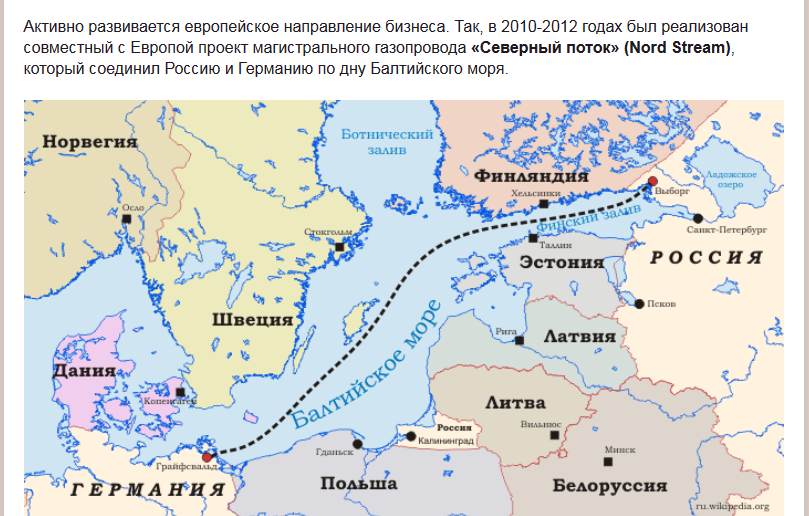 Активно развивается европейское направление бизнеса. Так, в 2010-2012 годах был реализован
совместный с Европой проект магистрального газопровода «Северный поток» (Nord Stream),
который соединил Россию и Германию по дну Балтийского моря.
Норвегия
Ботнический
залив
Финляндия
Хельсинки
Выборг
Ладожское
озеро
Осло
Стокгольм
Финский залив
Санкт-Петербург
Таллин
РОССИЯ
Эстония
Псков
Швеция
Балтийское море
Рига
Латвия
Дания
Копенгаген
Литва
Россия
Калининград
Вильнюс
Гданьск
Минск
Грайфсвальд
ГЕРМАНИЯ
Польша
Белоруссия
ru.wikipedia.org